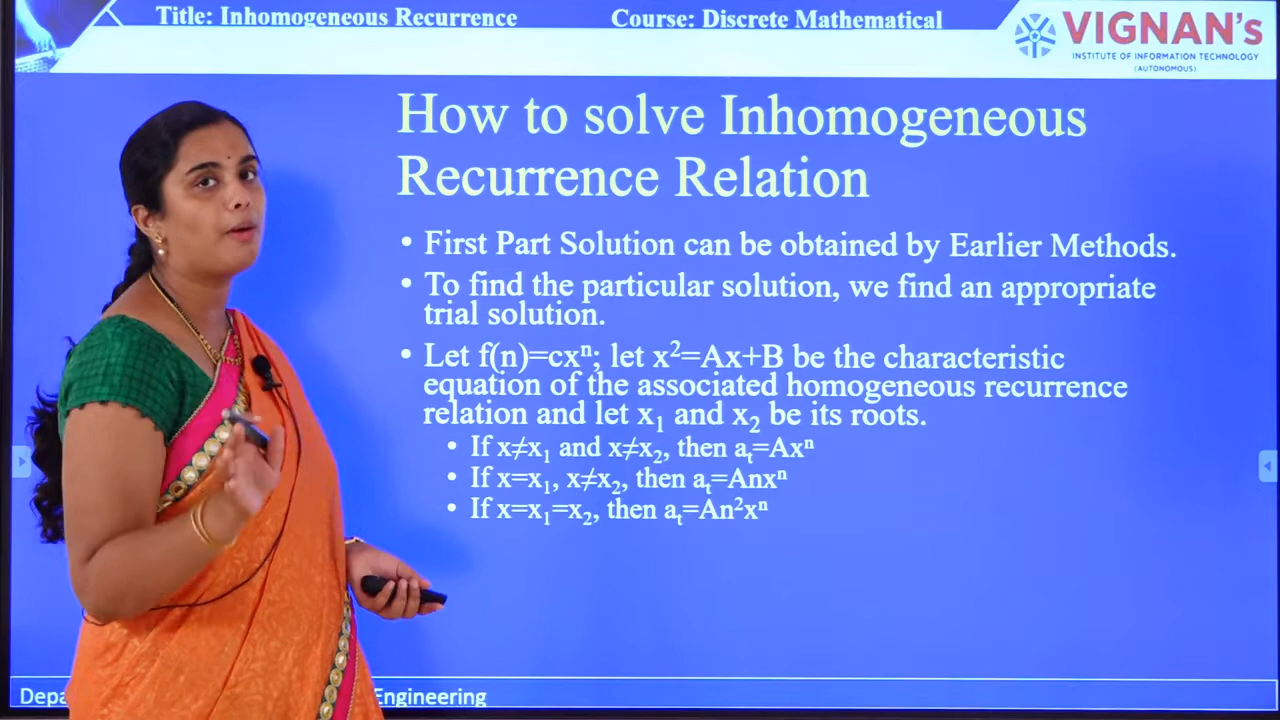 Title: Inhomogeneous Recurrence Course: Discrete Mathematical
VIGNAN's
INSTITUTE OF INFORMATION TECHNOLOGY
(AUTONOMOUS)
How to solve Inhomogeneous
Recurrence Relation
• First Part Solution can be obtained by Earlier Methods.
• To find the particular solution, we find an appropriate
trial solution.
• Let f(n)=cxⁿ; let x²=Ax+B be the characteristic
equation of the associated homogeneous recurrence
relation and let x₁ and x₂ be its roots.
• If x≠x₁ and x≠x₂, then aₜ=Axⁿ
• If x=x₁, x≠x₂, then aₜ=Anxⁿ
• If x=x₁=x₂, then aₜ=An²xⁿ
Engineering